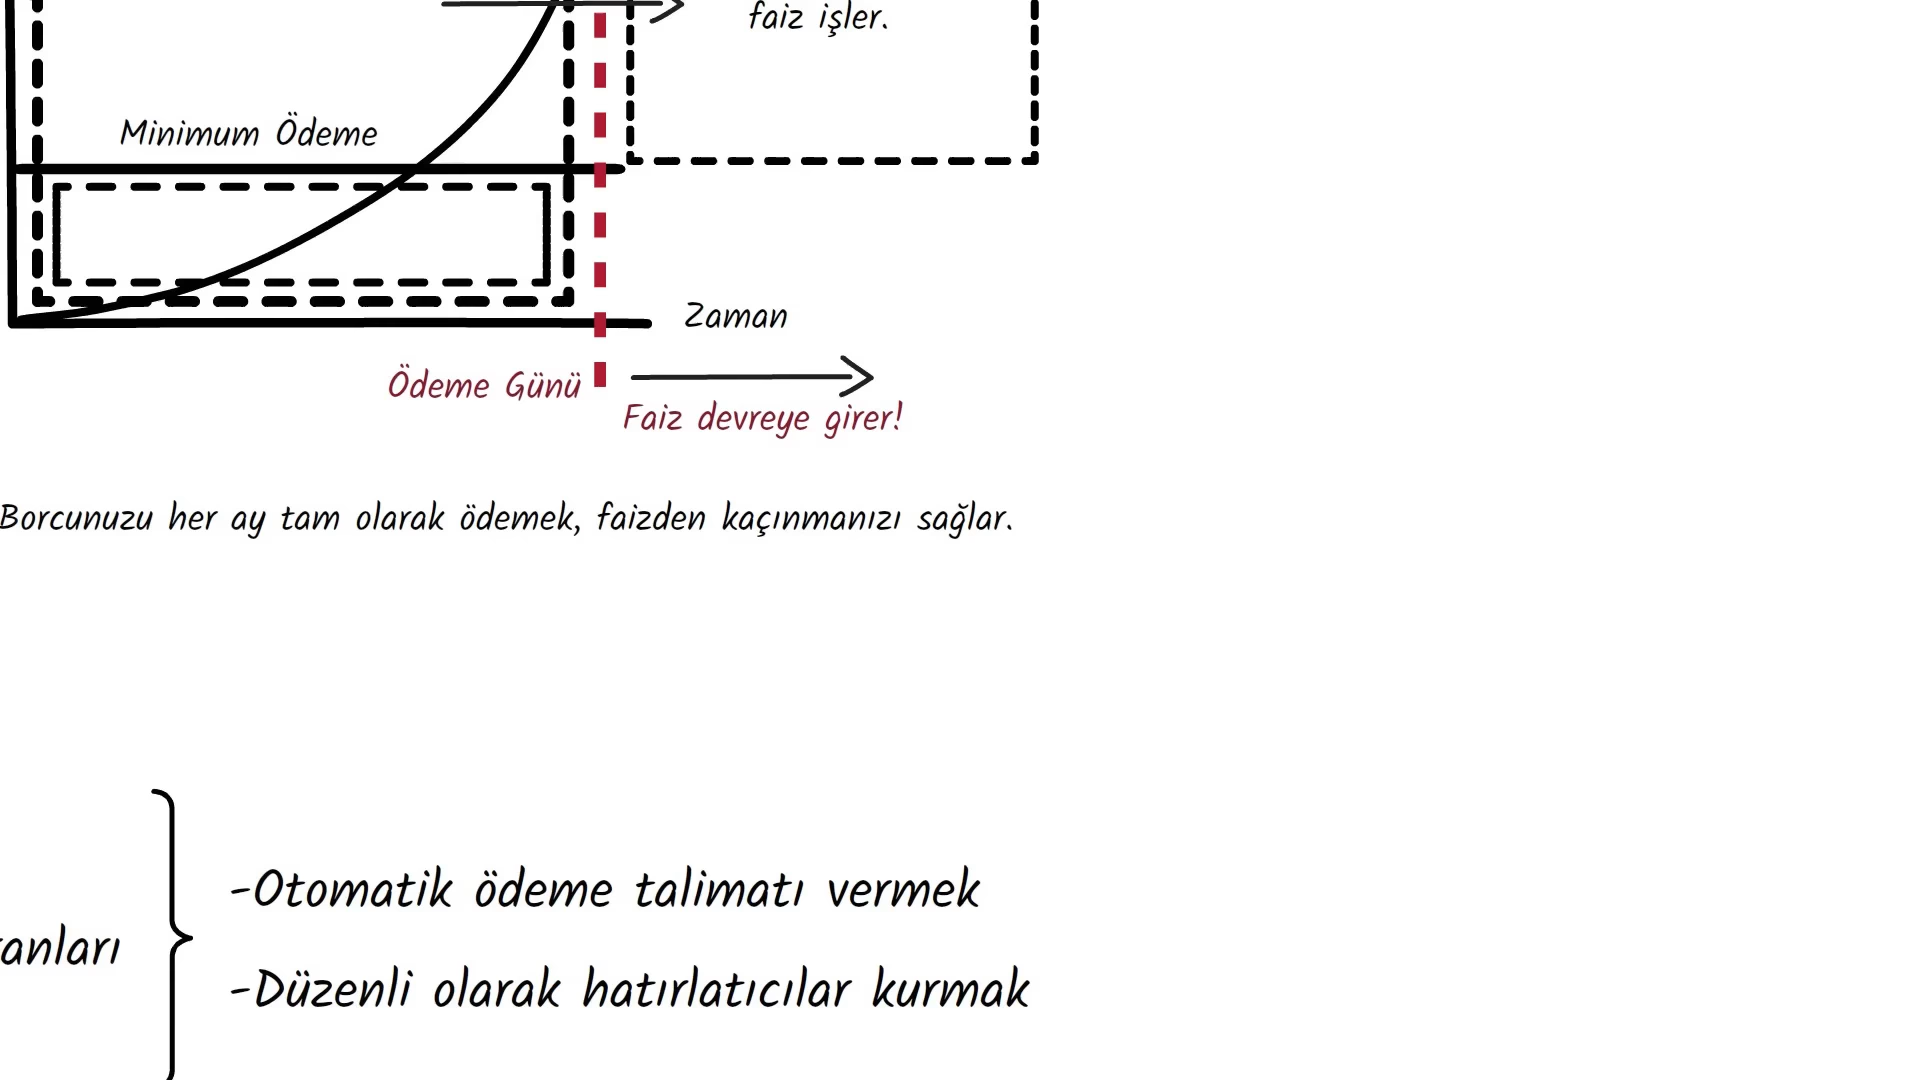 faiz işler.
Minimum Ödeme
Zaman
Ödeme Günü
Faiz devreye girer!
Borcunuzu her ay tam olarak ödemek, faizden kaçınmanızı sağlar.
-Otomatik ödeme talimatı vermek
anları
-Düzenli olarak hatırlatıcılar kurmak